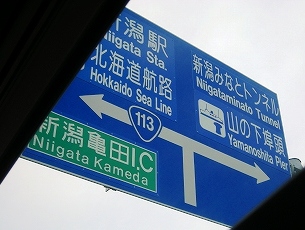 新潟駅
Niigata Sta.
北海道航路
Hokkaido Sea Line
113
新潟亀田I.C
Niigata Kameda
新潟みなとトンネル
Niigataminato Tunnel
山の下埠頭
Yamanoshita Pier